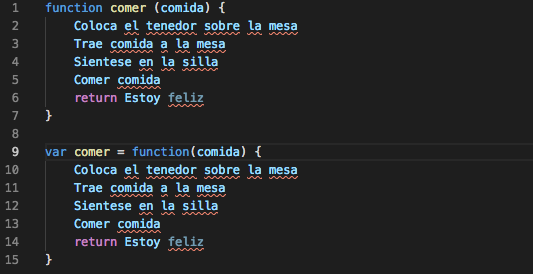 1 function comer (comida) {
2 Coloca el tenedor sobre la mesa
3 Trae comida a la mesa
4 Sientese en la silla
5 Comer comida
6 return Estoy feliz
7 }
8
9 var comer = function(comida) {
10 Coloca el tenedor sobre la mesa
11 Trae comida a la mesa
12 Sientese en la silla
13 Comer comida
14 return Estoy feliz
15 }